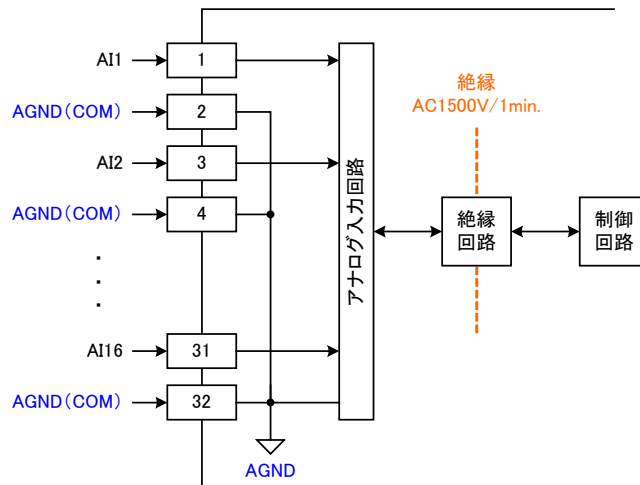 AI1
1
AGND(COM)
2
AI2
3
AGND(COM)
4
・
・
・
AI16
31
AGND(COM)
32
AGND
アナログ入力回路
絶縁
AC1500V/1min.
絶縁
回路
制御
回路